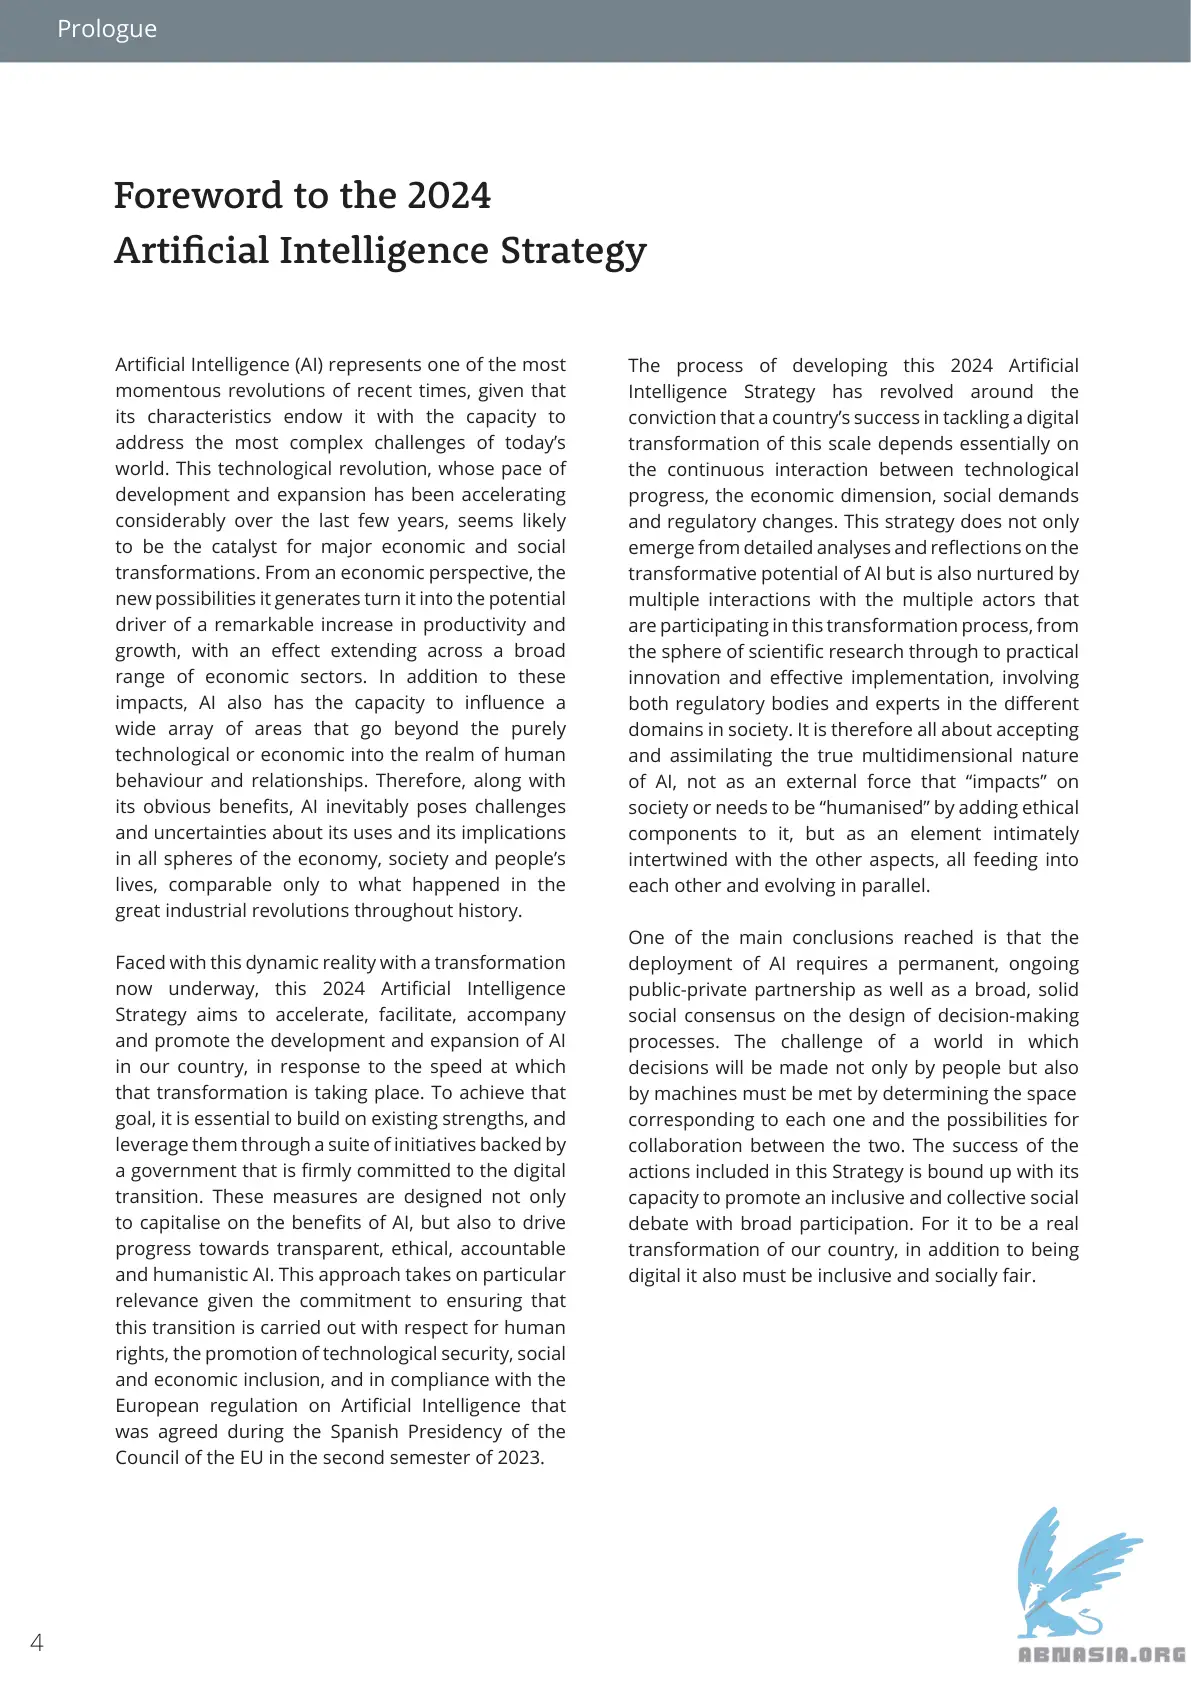 Prologue
Foreword to the 2024
Artificial Intelligence Strategy
Artificial Intelligence (AI) represents one of the most
momentous revolutions of recent times, given that
its characteristics endow it with the capacity to
address the most complex challenges of today’s
world. This technological revolution, whose pace of
development and expansion has been accelerating
considerably over the last few years, seems likely
to be the catalyst for major economic and social
transformations. From an economic perspective, the
new possibilities it generates turn it into the potential
driver of a remarkable increase in productivity and
growth, with an effect extending across a broad
range of economic sectors. In addition to these
impacts, AI also has the capacity to influence a
wide array of areas that go beyond the purely
technological or economic into the realm of human
behaviour and relationships. Therefore, along with
its obvious benefits, AI inevitably poses challenges
and uncertainties about its uses and its implications
in all spheres of the economy, society and people’s
lives, comparable only to what happened in the
great industrial revolutions throughout history.
Faced with this dynamic reality with a transformation
now underway, this 2024 Artificial Intelligence
Strategy aims to accelerate, facilitate, accompany
and promote the development and expansion of AI
in our country, in response to the speed at which
that transformation is taking place. To achieve that
goal, it is essential to build on existing strengths, and
leverage them through a suite of initiatives backed by
a government that is firmly committed to the digital
transition. These measures are designed not only
to capitalise on the benefits of AI, but also to drive
progress towards transparent, ethical, accountable
and humanistic AI. This approach takes on particular
relevance given the commitment to ensuring that
this transition is carried out with respect for human
rights, the promotion of technological security, social
and economic inclusion, and in compliance with the
European regulation on Artificial Intelligence that
was agreed during the Spanish Presidency of the
Council of the EU in the second semester of 2023.
The process of developing this 2024 Artificial
Intelligence Strategy has revolved around the
conviction that a country’s success in tackling a digital
transformation of this scale depends essentially on
the continuous interaction between technological
progress, the economic dimension, social demands
and regulatory changes. This strategy does not only
emerge from detailed analyses and reflections on the
transformative potential of AI but is also nurtured by
multiple interactions with the multiple actors that
are participating in this transformation process, from
the sphere of scientific research through to practical
innovation and effective implementation, involving
both regulatory bodies and experts in the different
domains in society. It is therefore all about accepting
and assimilating the true multidimensional nature
of AI, not as an external force that “impacts” on
society or needs to be “humanised” by adding ethical
components to it, but as an element intimately
intertwined with the other aspects, all feeding into
each other and evolving in parallel.
One of the main conclusions reached is that the
deployment of AI requires a permanent, ongoing
public-private partnership as well as a broad, solid
social consensus on the design of decision-making
processes. The challenge of a world in which
decisions will be made not only by people but also
by machines must be met by determining the space
corresponding to each one and the possibilities for
collaboration between the two. The success of the
actions included in this Strategy is bound up with its
capacity to promote an inclusive and collective social
debate with broad participation. For it to be a real
transformation of our country, in addition to being
digital it also must be inclusive and socially fair.
4
ABNASIA.ORG